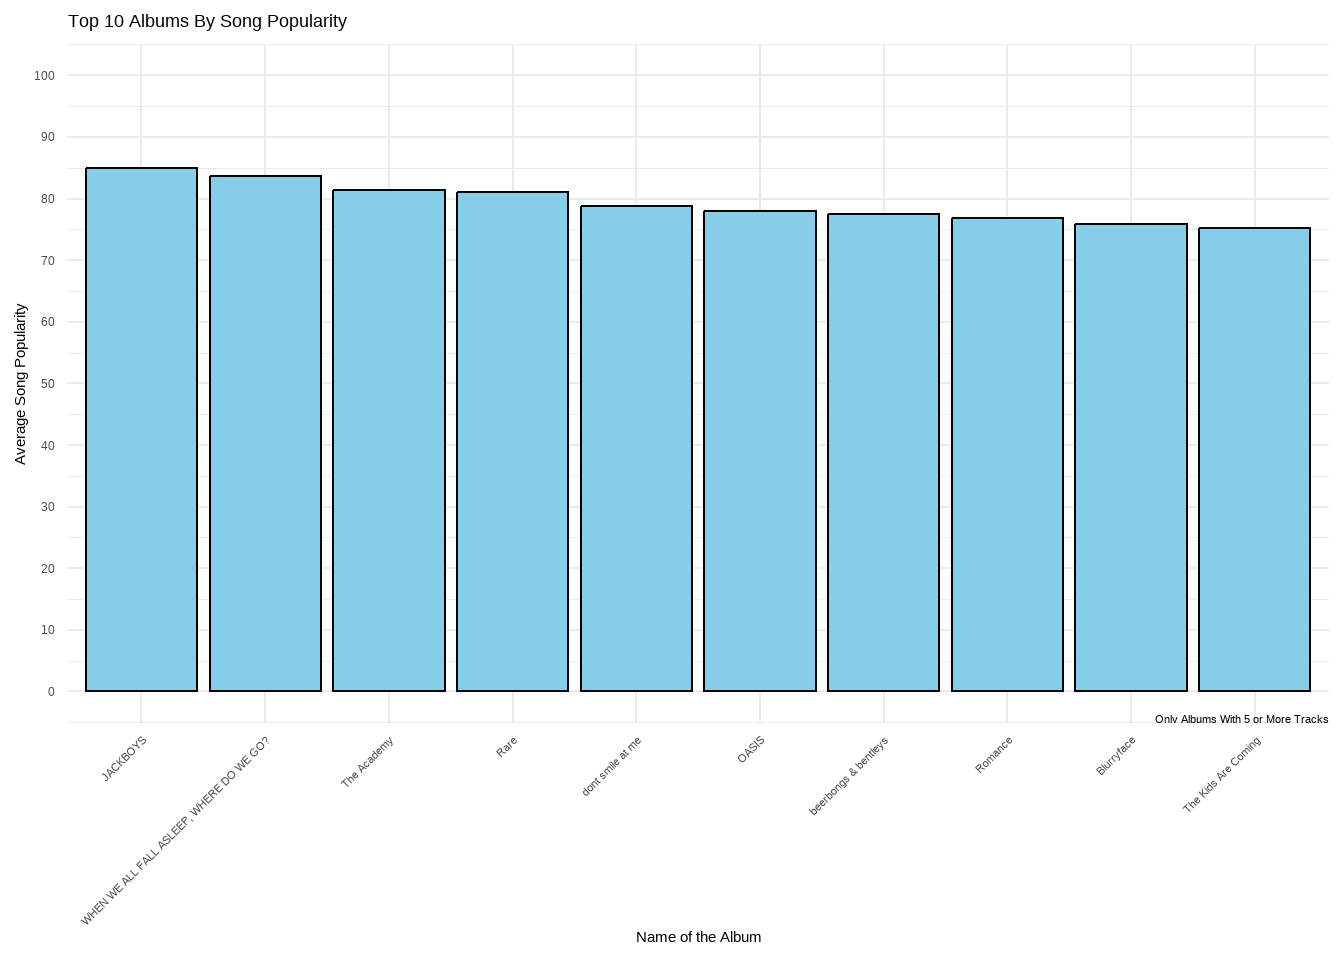 Top 10 Albums By Song Popularity
Average Song Popularity
100
90
80
70
60
50
40
30
20
10
0
Only Albums With 5 or More Tracks
JACKBOYS
WHEN WE ALL FALL ASLEEP, WHERE DO WE GO?
The Academy
Rare
dont smile at me
OASIS
beerbongs & bentleys
Romance
Blurryface
The Kids Are Coming
Name of the Album